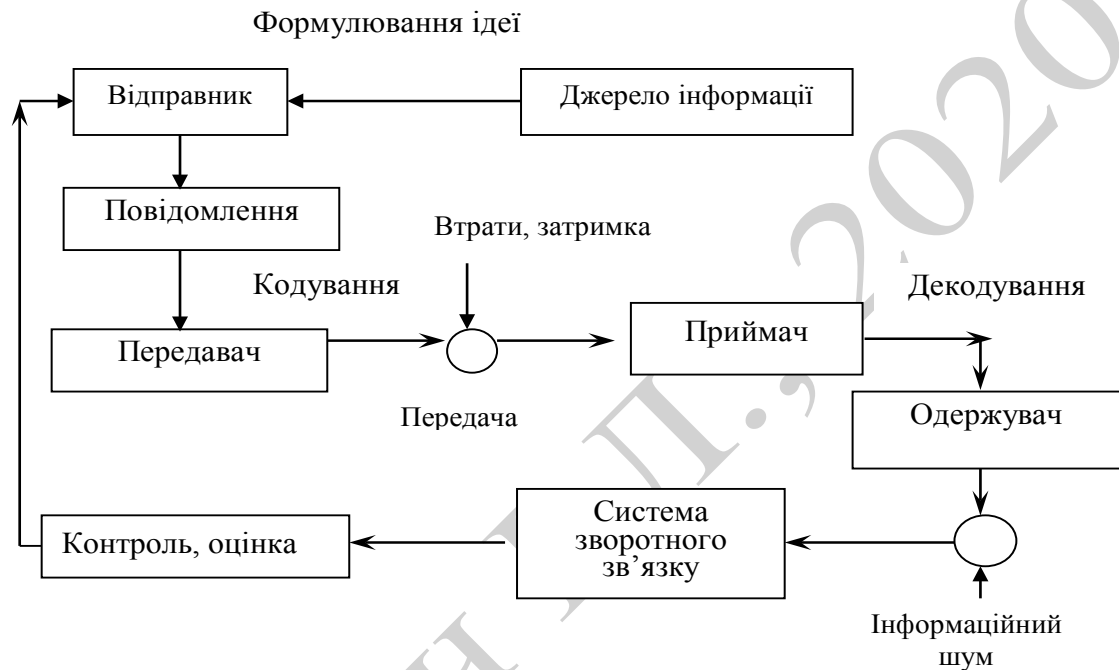 Формулювання ідеї
Відправник
Джерело інформації
Повідомлення
Втрати, затримка
Кодування
Декодування
Передавач
Приймач
Передача
Одержувач
Контроль, оцінка
Система
зворотного
зв’язку
Інформаційний
шум
Л., 2020